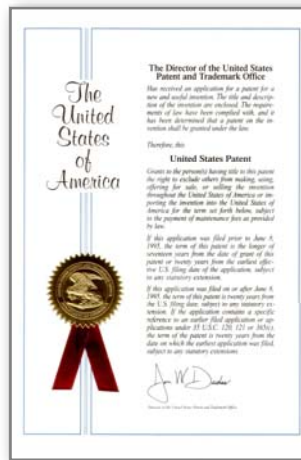 The
United
States
of
America
The Director of the United States
Patent and Trademark Office
Has received an application for a patent for a
new and useful invention. The title and descrip-
tion of the invention are enclosed. The require-
ments of law have been complied with, and it
has been determined that a patent on the in-
vention shall be granted under the law.
Therefore, this
United States Patent
Grants to the person(s) having title to this patent
the right to exclude others from making, using,
offering for sale, or selling the invention
throughout the United States of America or im-
porting the invention into the United States of
America for the term set forth below, subject
to the payment of maintenance fees as provided
by law.
If this application was filed prior to June 8,
1995, the term of this patent is the longer of
seventeen years from the date of grant of this
patent or twenty years from the earliest effec-
tive U.S. filing date of the application, subject
to any statutory extension.
If this application was filed on or after June 8,
1995, the term of this patent is twenty years from
the U.S. filing date, subject to any statutory ex-
tension. If the application contains a specific
reference to an earlier filed application or ap-
plications under 35 U.S.C. 120, 121 or 365(c),
the term of the patent is twenty years from the
date on which the earliest application was filed,
subject to any statutory extensions.
Jon W. Dudas
Director of the United States Patent and Trademark Office